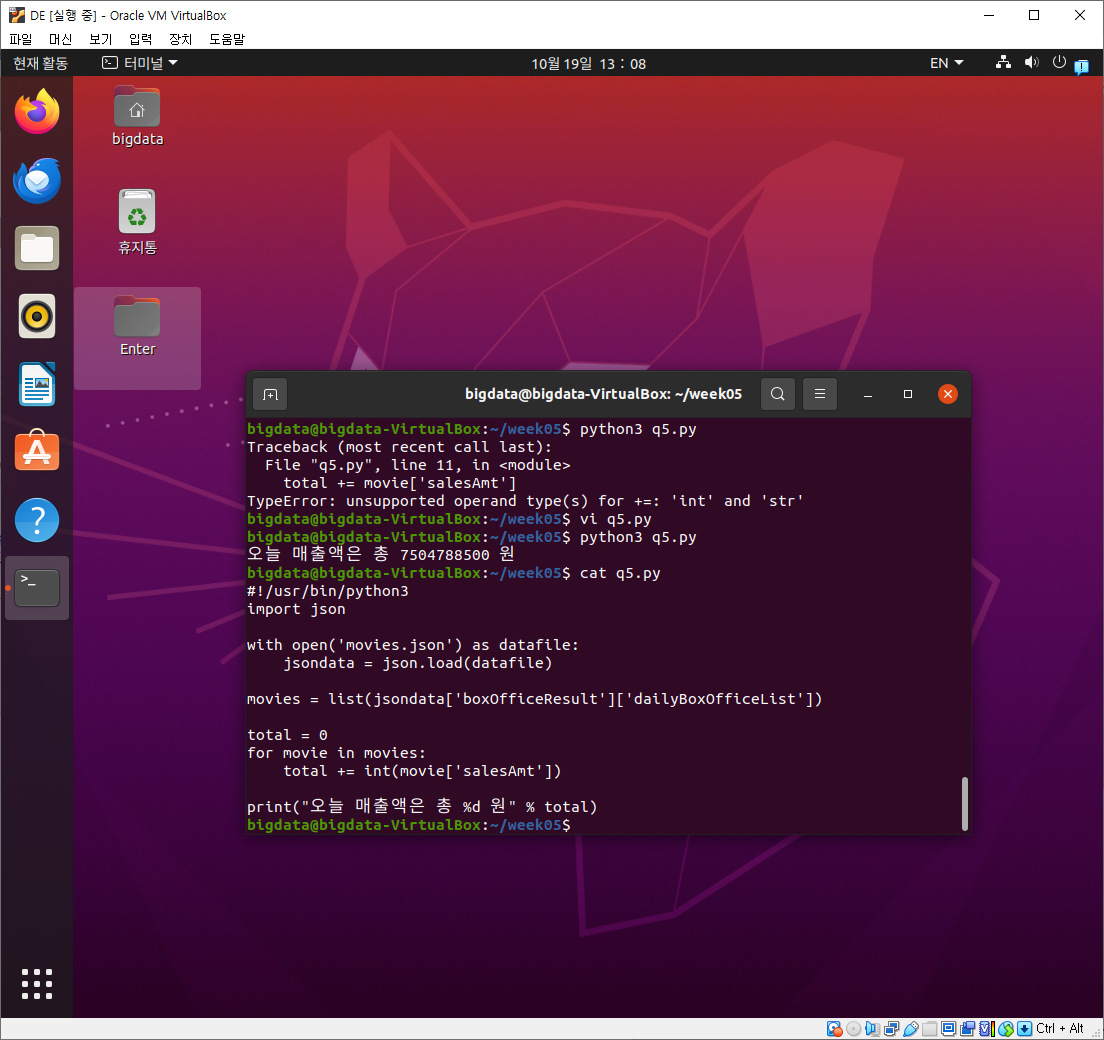 DE [실행 중] - Oracle VM VirtualBox
파일 머신 보기 입력 장치 도움말
현재 활동 터미널 10월 19일 13 : 08 EN
bigdata
휴지통
Enter
bigdata@bigdata-VirtualBox: ~/week05
bigdata@bigdata-VirtualBox:~/week05$ python3 q5.py
Traceback (most recent call last):
  File "q5.py", line 11, in <module>
    total += movie['salesAmt']
TypeError: unsupported operand type(s) for +=: 'int' and 'str'
bigdata@bigdata-VirtualBox:~/week05$ vi q5.py
bigdata@bigdata-VirtualBox:~/week05$ python3 q5.py
오늘 매출액은 총 7504788500 원
bigdata@bigdata-VirtualBox:~/week05$ cat q5.py
#!/usr/bin/python3
import json
with open('movies.json') as datafile:
    jsondata = json.load(datafile)
movies = list(jsondata['boxOfficeResult']['dailyBoxOfficeList'])
total = 0
for movie in movies:
    total += int(movie['salesAmt'])
print("오늘 매출액은 총 %d 원" % total)
bigdata@bigdata-VirtualBox:~/week05$
Ctrl + Alt